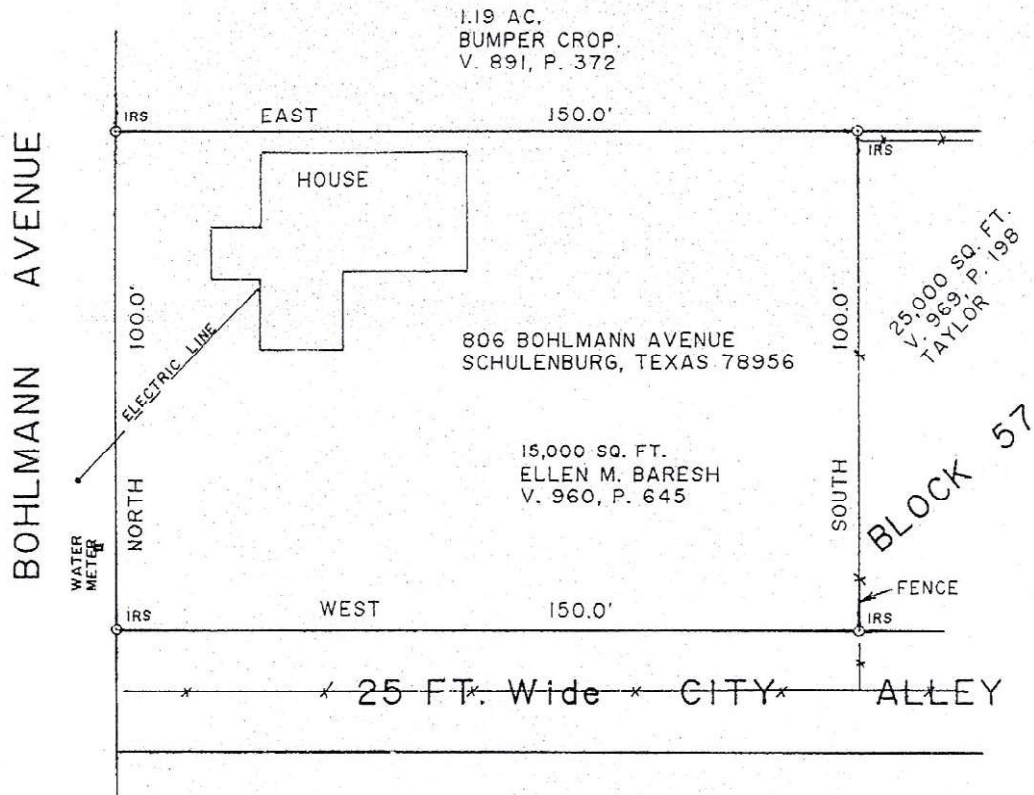 1.19 AC.
BUMPER CROP.
V. 891, P. 372
IRS
EAST
150.0'
IRS
HOUSE
BOHLMANN AVENUE
100.0'
NORTH
ELECTRIC LINE
WATER
METER
806 BOHLMANN AVENUE
SCHULENBURG, TEXAS 78956
15,000 SQ. FT.
ELLEN M. BARESH
V. 960, P. 645
100.0'
SOUTH
25,000 SQ. FT.
V. 969, P. 198
TAYLOR
BLOCK 57
FENCE
IRS
WEST
150.0'
IRS
25 FT. Wide CITY ALLEY